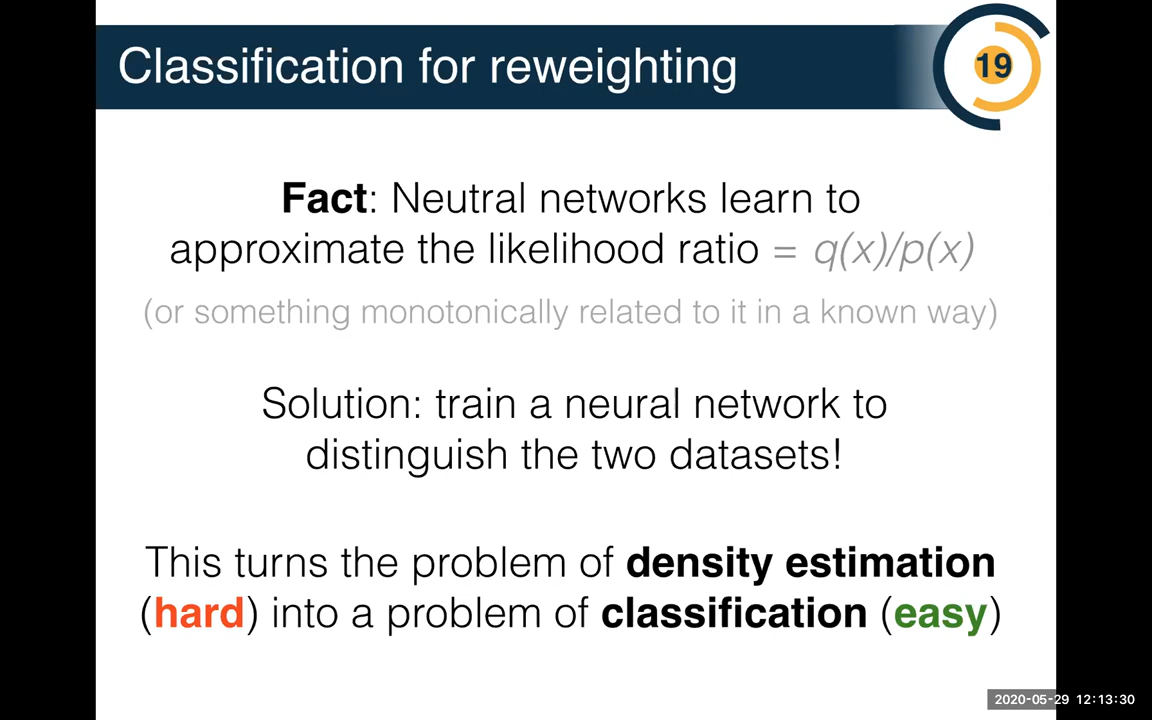 Classification for reweighting
19
Fact: Neutral networks learn to
approximate the likelihood ratio = q(x)/p(x)
(or something monotonically related to it in a known way)
Solution: train a neural network to
distinguish the two datasets!
This turns the problem of density estimation
(hard) into a problem of classification (easy)
2020-05-29 12:13:30